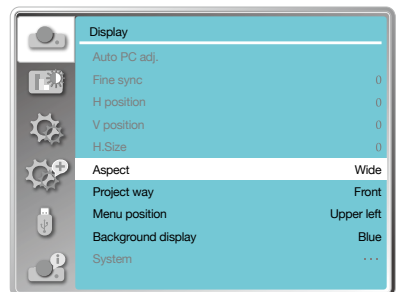 Display
Auto PC adj.
Fine sync 0
H position 0
V position 0
H.Size 0
Aspect Wide
Project way Front
Menu position Upper left
Background display Blue
System ...